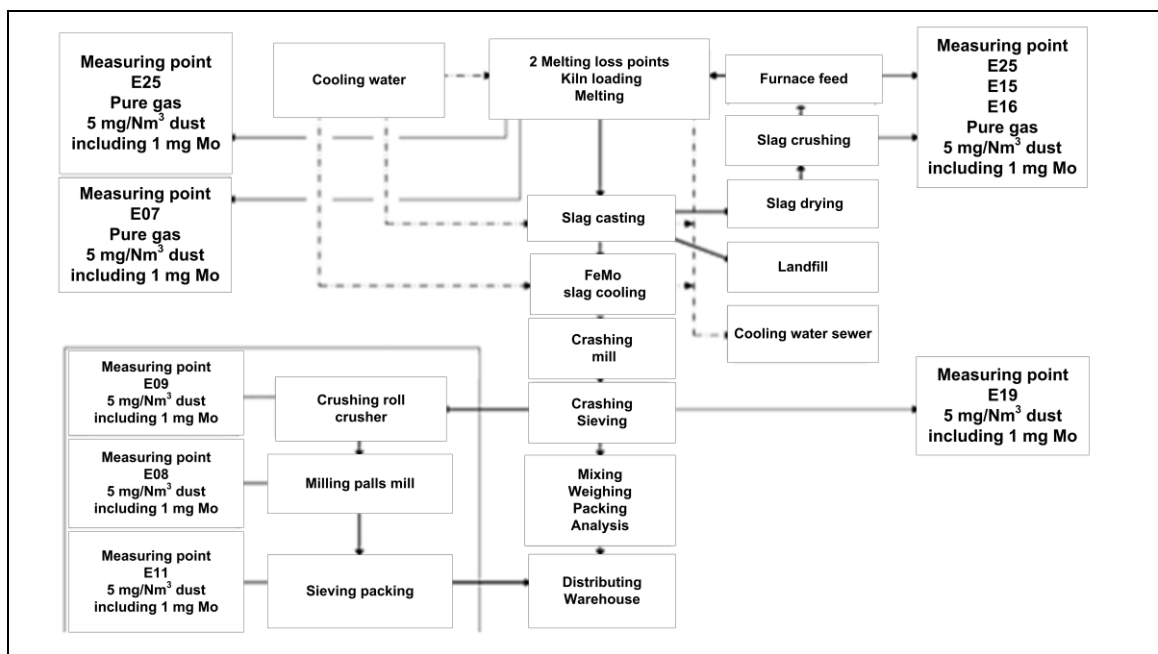 Measuring point
E25
Pure gas
5 mg/Nm³ dust
including 1 mg Mo
Cooling water
2 Melting loss points
Kiln loading
Melting
Furnace feed
Measuring point
E25
E15
E16
Pure gas
5 mg/Nm³ dust
including 1 mg Mo
Slag crushing
Measuring point
E07
Pure gas
5 mg/Nm³ dust
including 1 mg Mo
Slag casting
Slag drying
FeMo
slag cooling
Landfill
Crashing
mill
Cooling water sewer
Measuring point
E09
5 mg/Nm³ dust
including 1 mg Mo
Crushing roll
crusher
Crashing
Sieving
Measuring point
E19
5 mg/Nm³ dust
including 1 mg Mo
Measuring point
E08
5 mg/Nm³ dust
including 1 mg Mo
Milling palls mill
Mixing
Weighing
Packing
Analysis
Measuring point
E11
5 mg/Nm³ dust
including 1 mg Mo
Sieving packing
Distributing
Warehouse